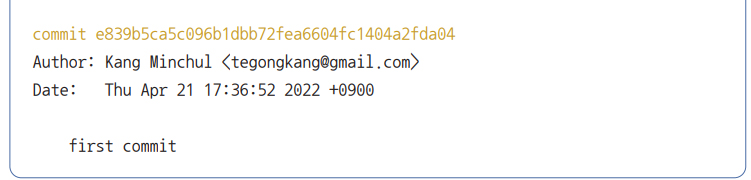 commit e839b5ca5c096b1dbb72fea6604fc1404a2fda04
Author: Kang Minchul <tegongkang@gmail.com>
Date:   Thu Apr 21 17:36:52 2022 +0900
    first commit